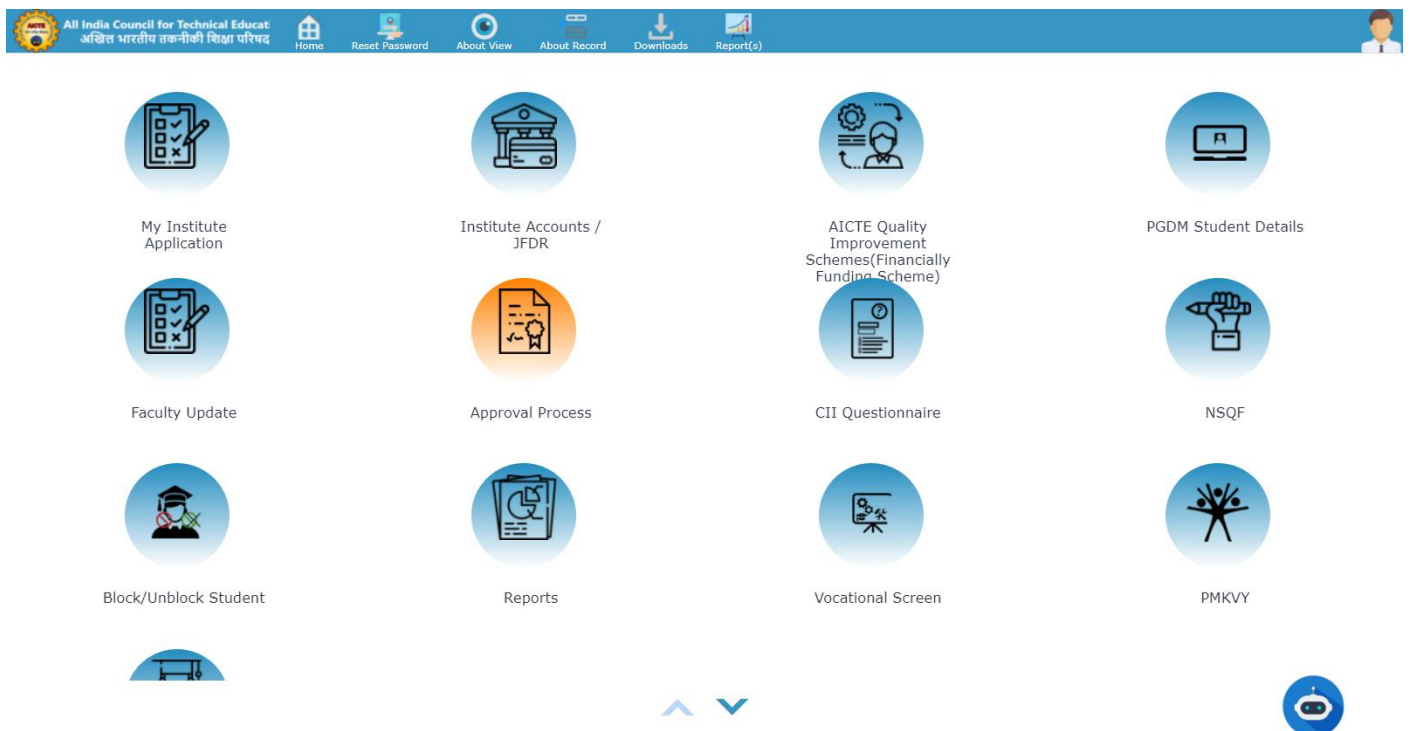 All India Council for Technical Educati
अखिल भारतीय तकनीकी शिक्षा परिषद
AICTE
Home
Reset Password
About View
About Record
Downloads
Report(s)
My Institute
Application
Institute Accounts /
JFDR
AICTE Quality
Improvement
Schemes(Financially
Funding Scheme)
PGDM Student Details
Faculty Update
Approval Process
CII Questionnaire
NSQF
Block/Unblock Student
Reports
Vocational Screen
PMKVY